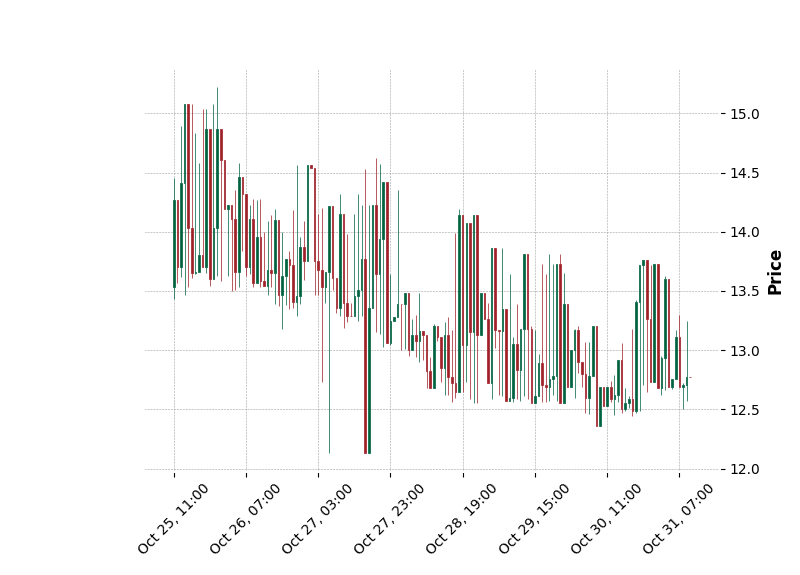 15.0
14.5
14.0
13.5
13.0
12.5
12.0
Price
Oct 25, 11:00
Oct 26, 07:00
Oct 27, 03:00
Oct 27, 23:00
Oct 28, 19:00
Oct 29, 15:00
Oct 30, 11:00
Oct 31, 07:00